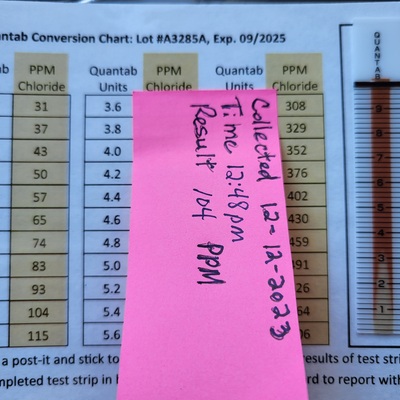 ntab Conversion Chart: Lot #A3285A, Exp. 09/2025
PPM Chloride Quantab Units PPM Chloride Quantab Units PPM Chloride
31 3.6 308
37 3.8 329
43 4.0 352
50 4.2 376
57 4.4 402
65 4.6 430
74 4.8 459
83 5.0
93 5.2
104 5.4
115 5.6
Collected 12-12-2023
Time 12:48pm
Result 104 PPM
QUANTAB
9
8
7
6
5
4
3
2
1
a post-it and stick to
esults of test
mpleted test strip in
to report with